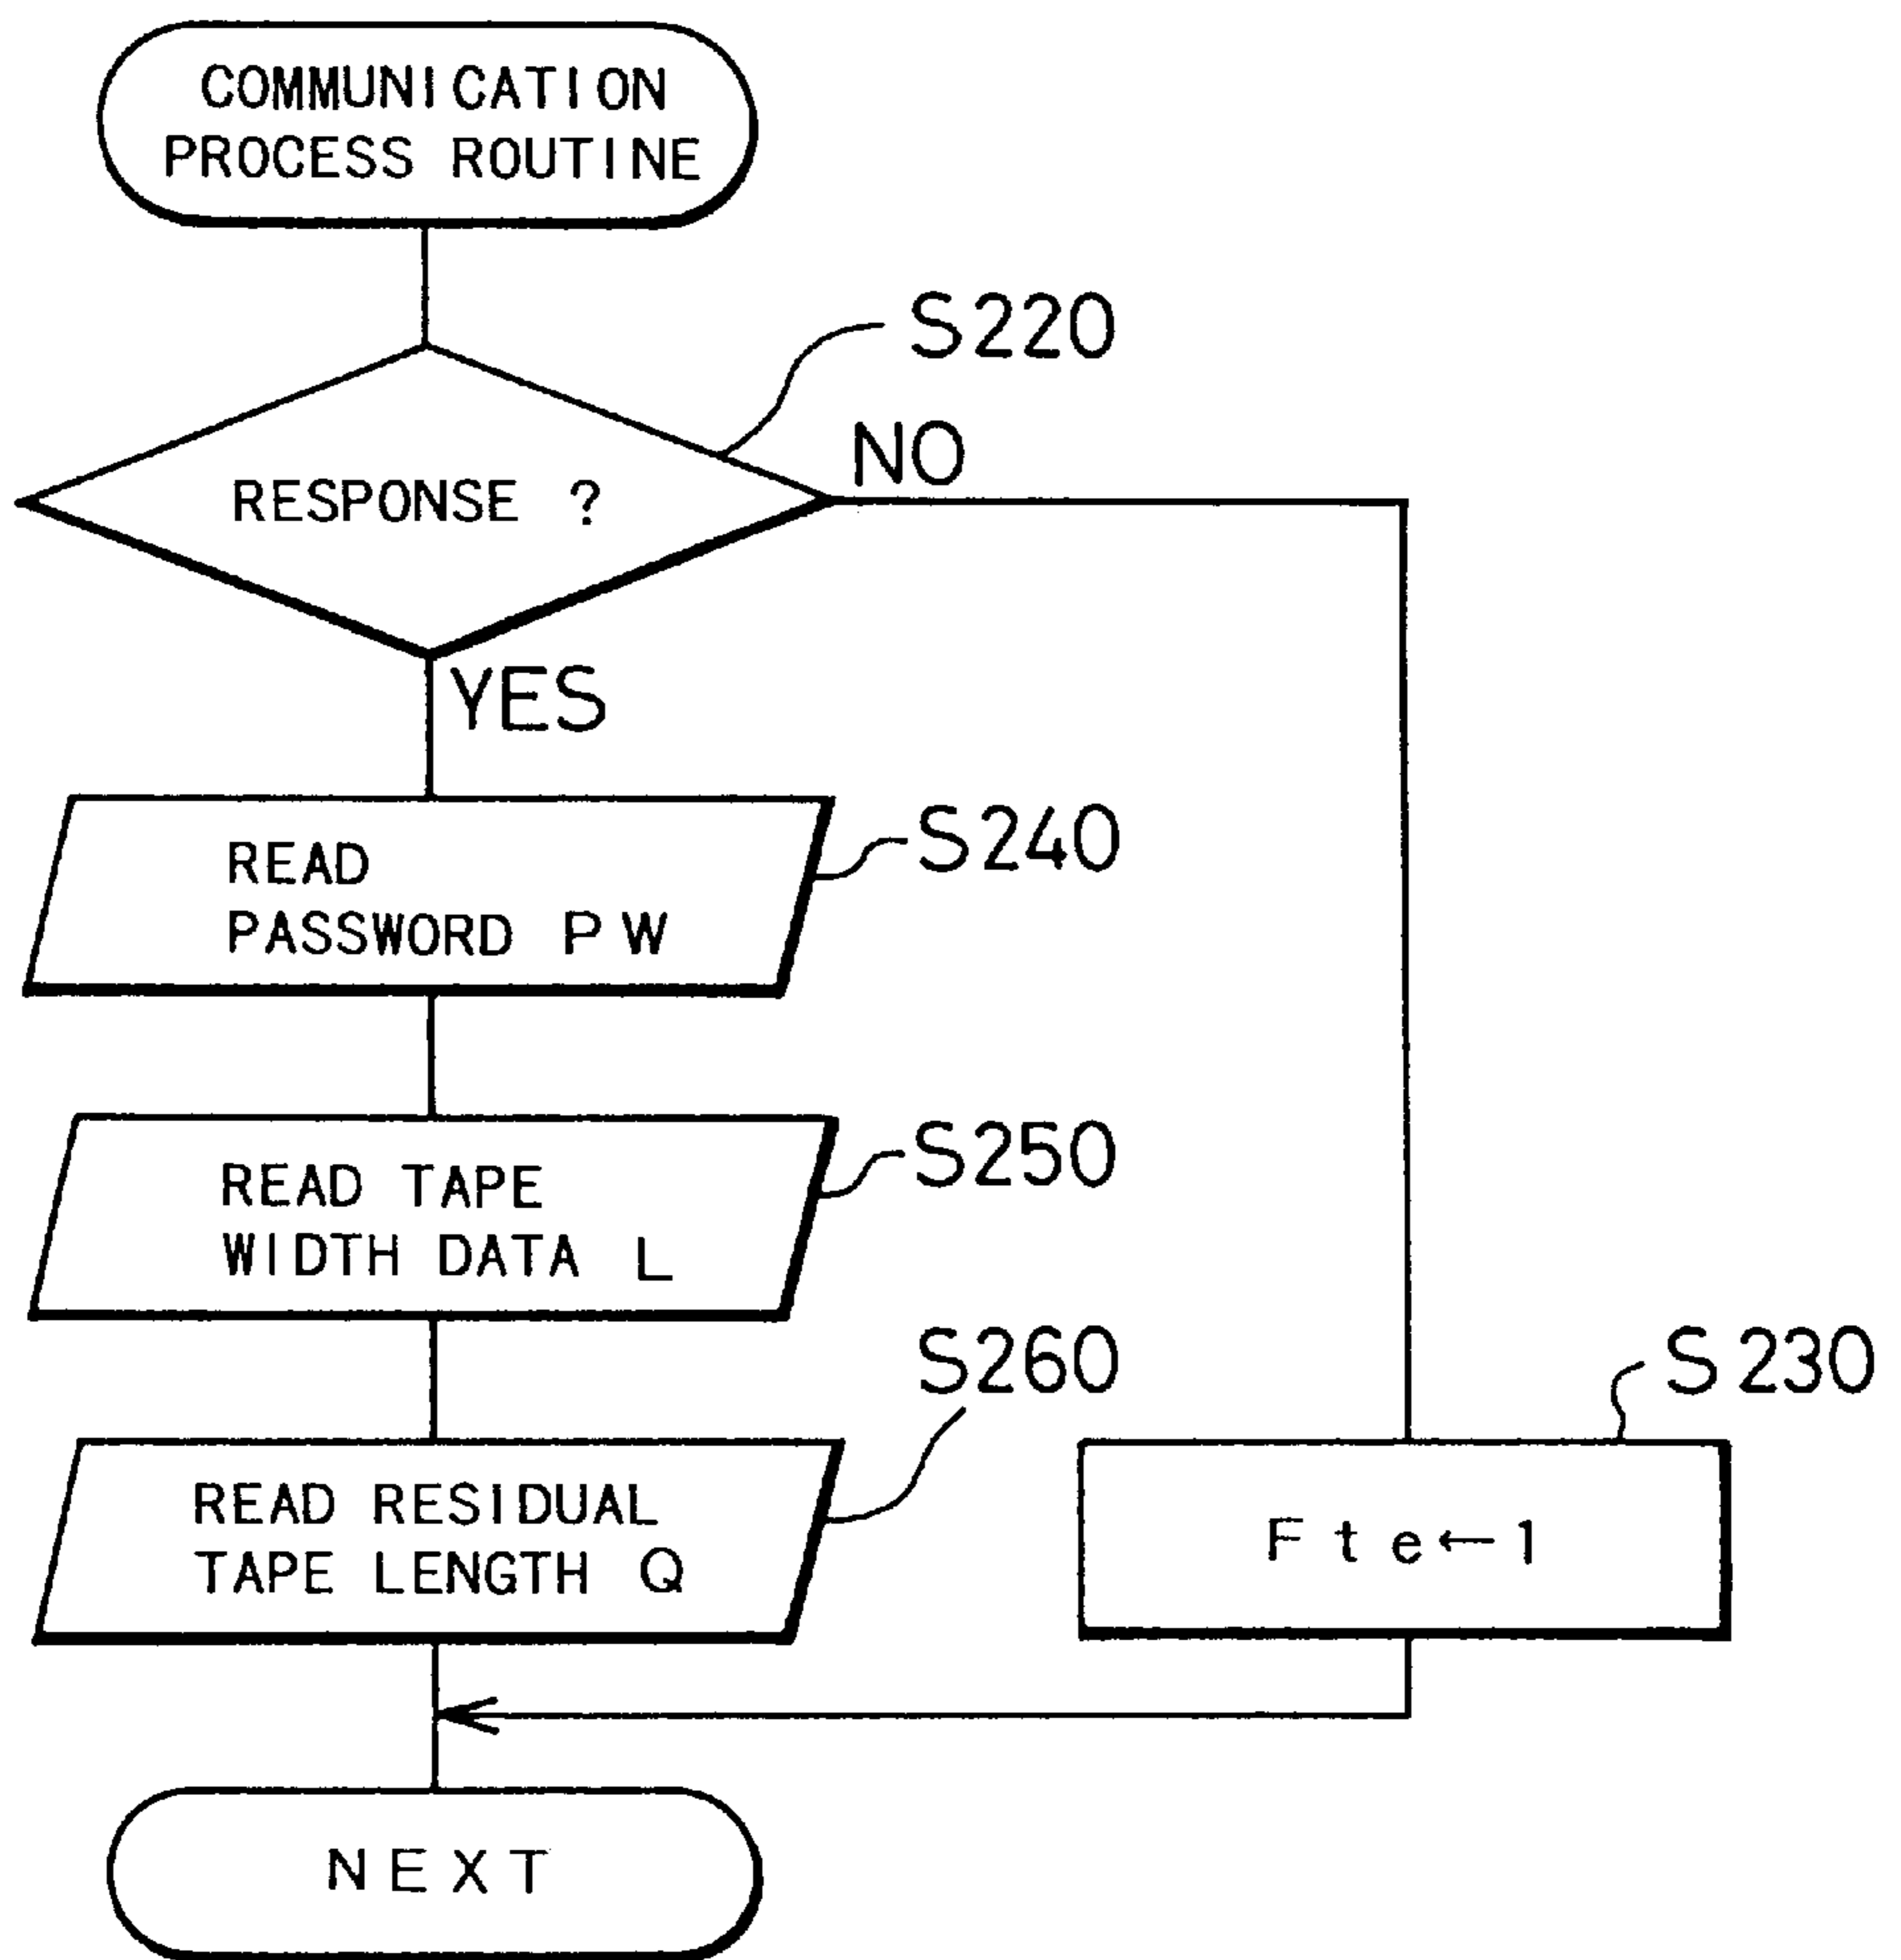 COMMUNICATION
PROCESS ROUTINE
S220
NO
RESPONSE ?
YES
S240
READ
PASSWORD PW
S250
READ TAPE
WIDTH DATA L
S260
S230
READ RESIDUAL
TAPE LENGTH Q
Fte←1
NEXT